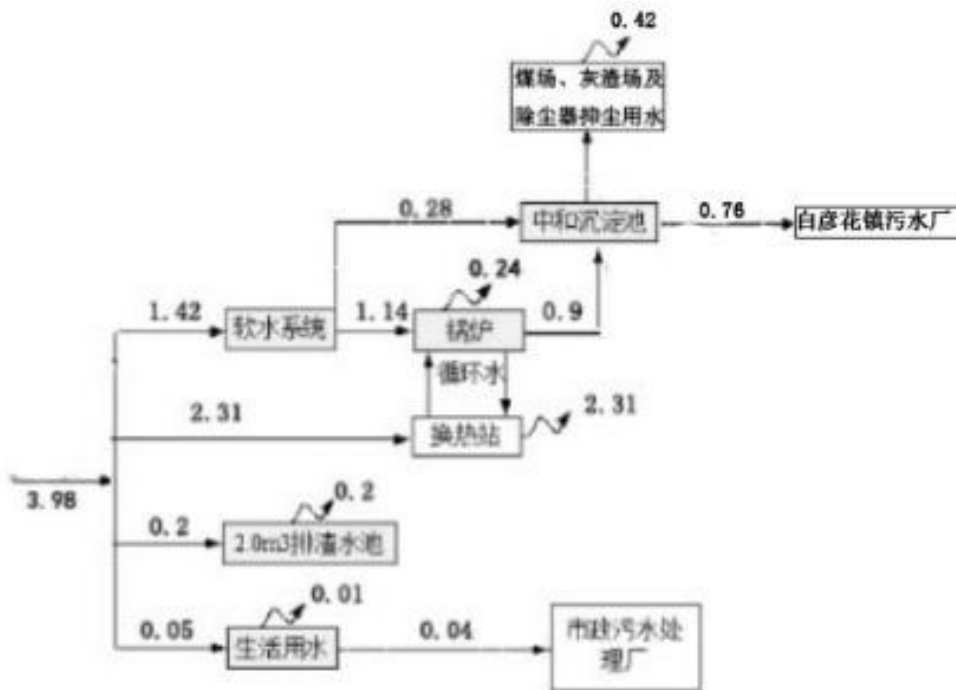 0.42
煤场、灰渣场及
除尘器抑尘用水
0.28
中和沉淀池
0.76
白彦花镇污水厂
0.24
1.42
软水系统
1.14
锅炉
0.9
循环水
2.31
换热站
2.31
3.98
0.2
0.2
2.0m3排渣水池
0.01
0.05
生活用水
0.04
市政污水处
理厂